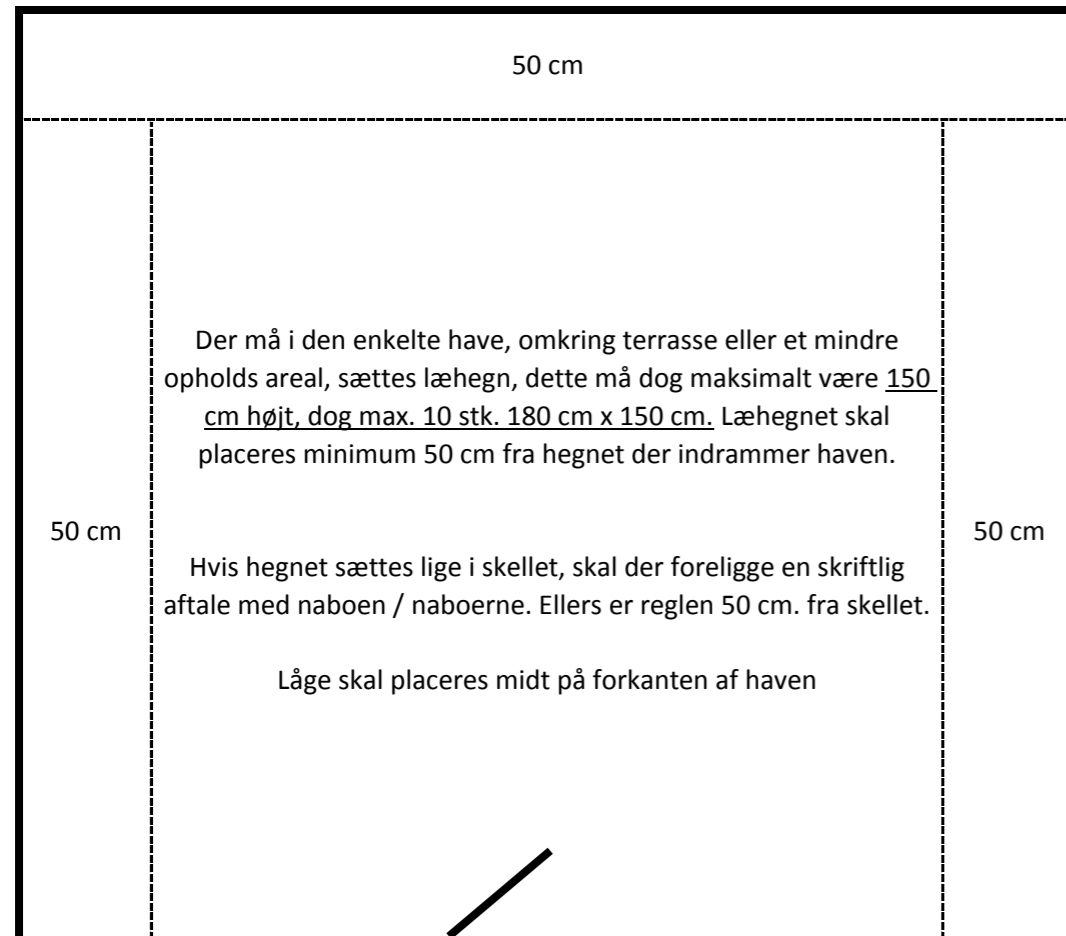 50 cm
Der må i den enkelte have, omkring terrasse eller et mindre
opholds areal, sættes læhegn, dette må dog maksimalt være 150
cm højt, dog max. 10 stk. 180 cm x 150 cm. Læhegnet skal
placeres minimum 50 cm fra hegnet der indrammer haven.
50 cm
50 cm
Hvis hegnet sættes lige i skellet, skal der foreligge en skriftlig
aftale med naboen / naboerne. Ellers er reglen 50 cm. fra skellet.
Låge skal placeres midt på forkanten af haven